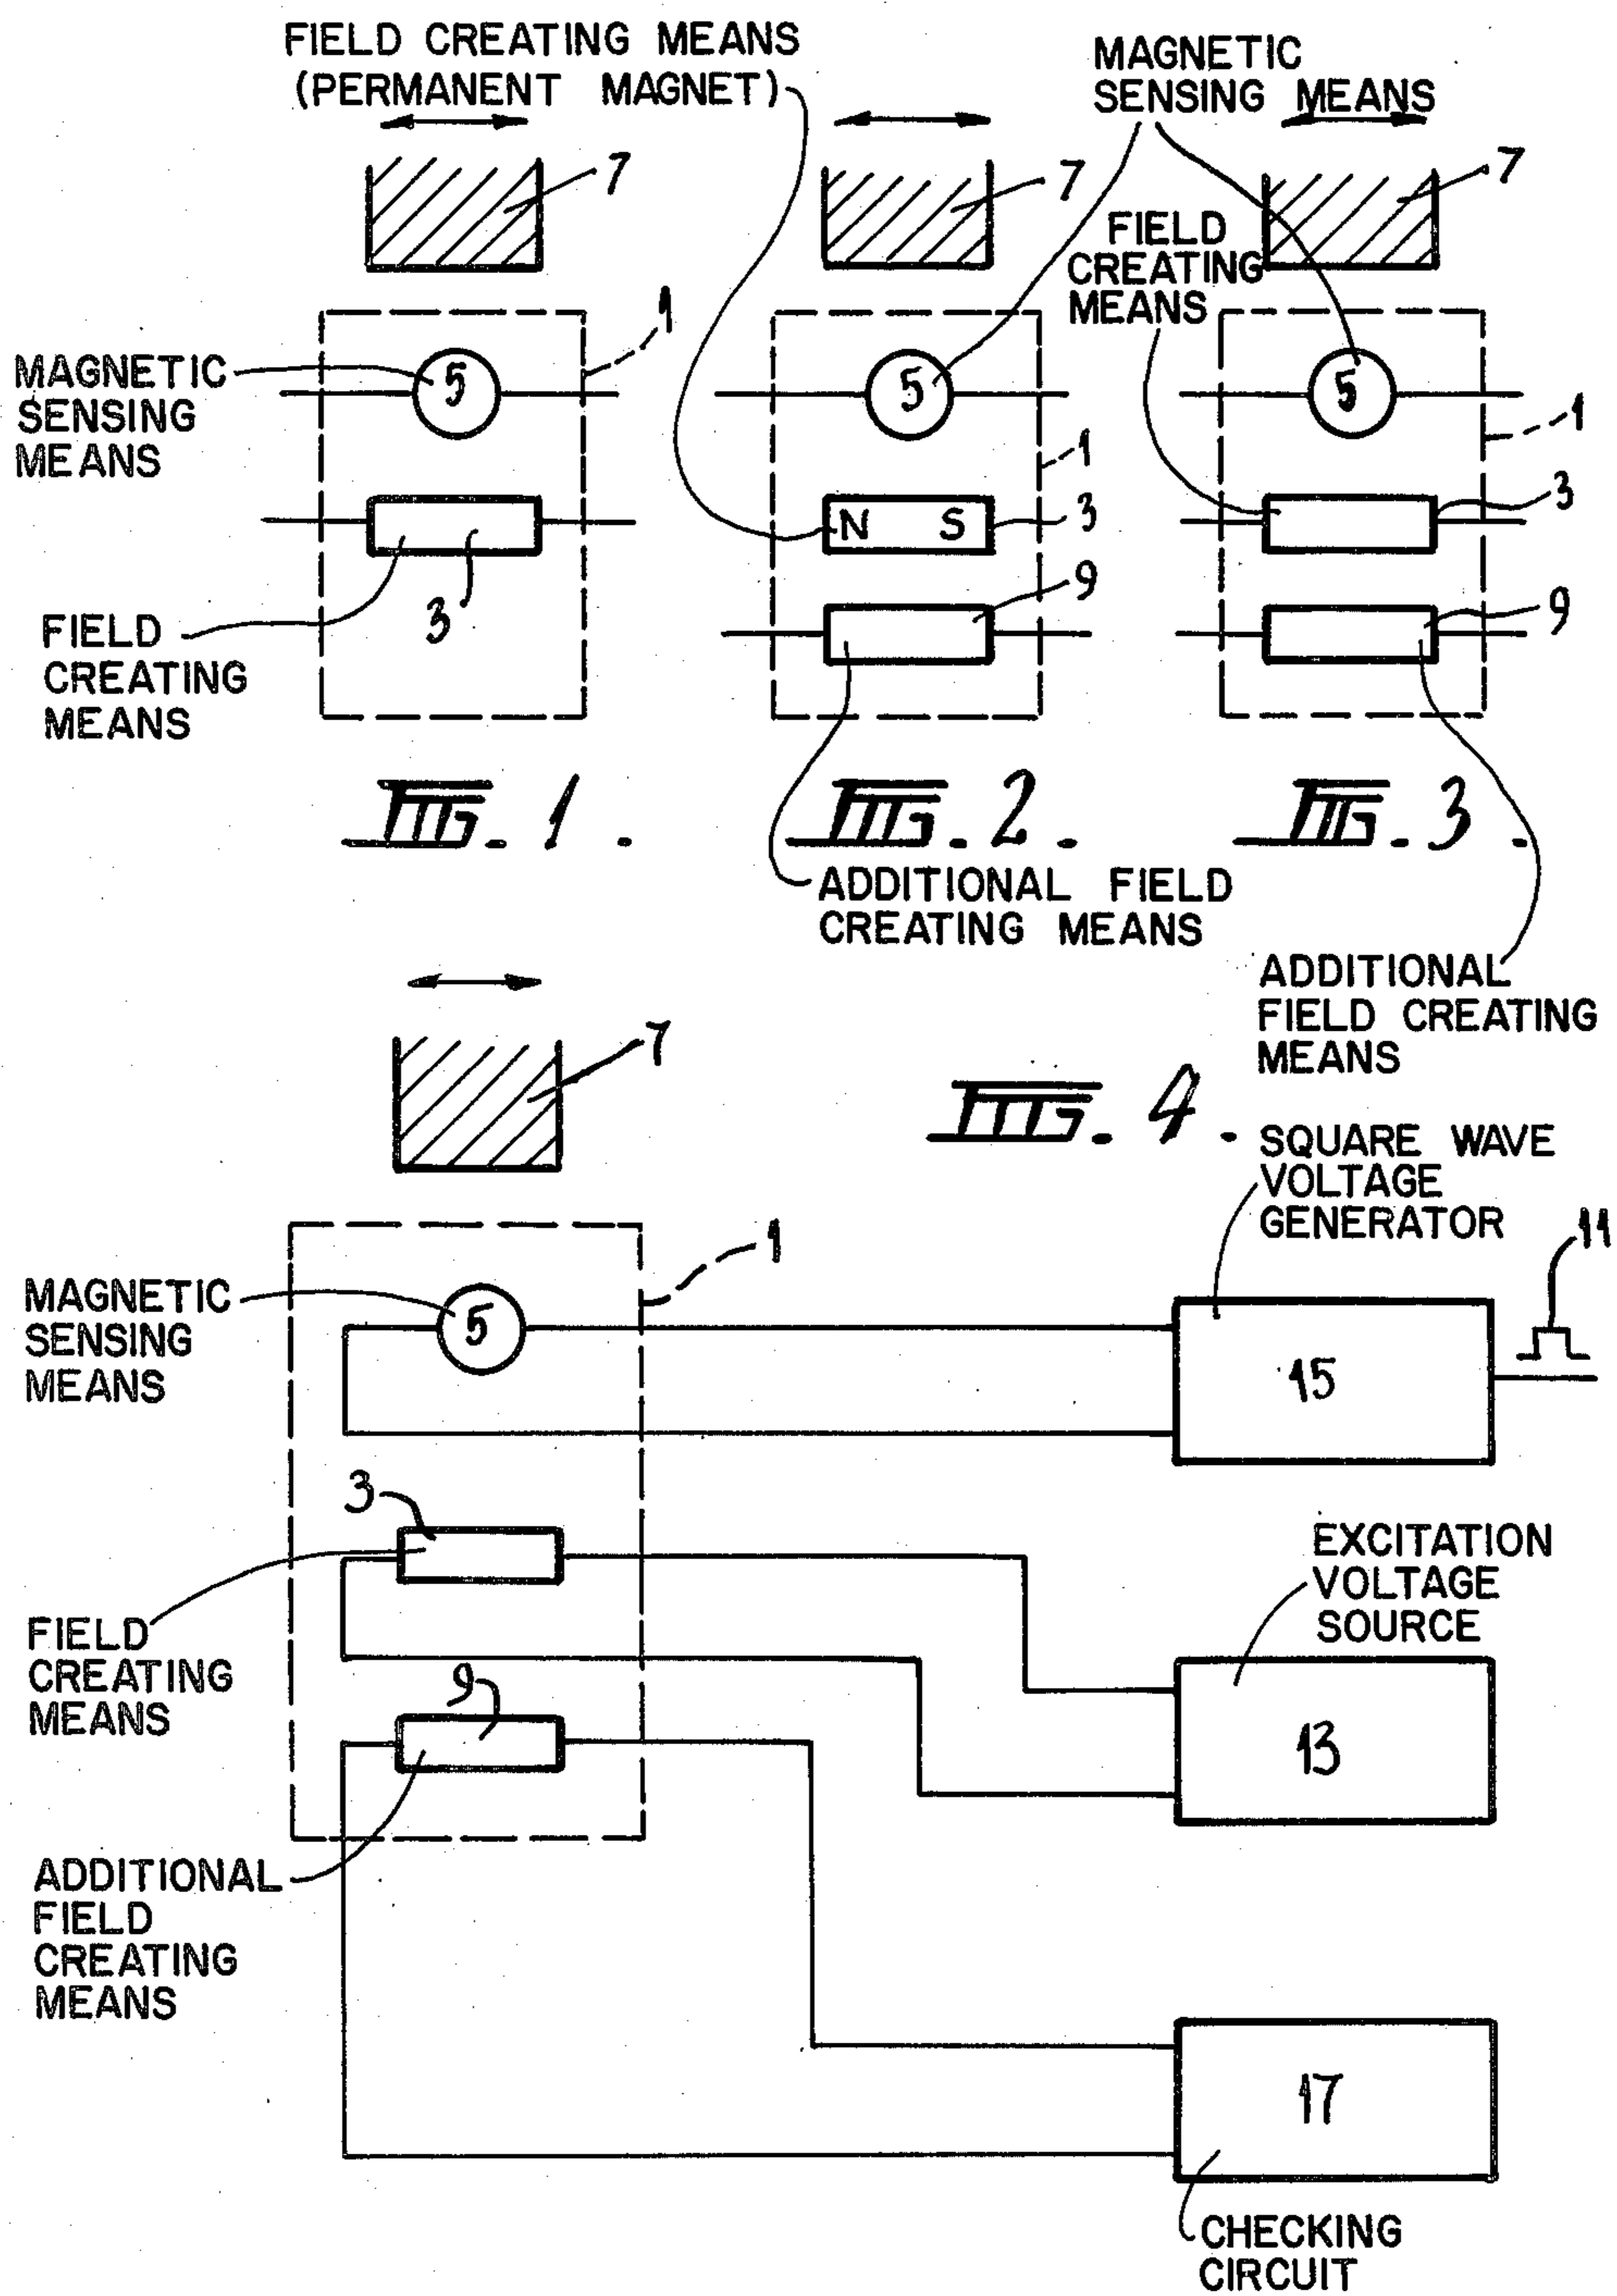 FIELD CREATING MEANS
(PERMANENT MAGNET)
MAGNETIC
SENSING MEANS
7
7
7
FIELD
CREATING
MEANS
1
MAGNETIC
SENSING
MEANS
5
5
5
1
1
3
N S
3
3
FIELD
CREATING
MEANS
9
9
FIG. 1.
FIG. 2.
FIG. 3.
ADDITIONAL FIELD
CREATING MEANS
ADDITIONAL
FIELD CREATING
MEANS
7
FIG. 4.
SQUARE WAVE
VOLTAGE
GENERATOR
11
1
MAGNETIC
SENSING
MEANS
5
15
3
EXCITATION
VOLTAGE
SOURCE
FIELD
CREATING
MEANS
9
13
ADDITIONAL
FIELD
CREATING
MEANS
17
CHECKING
CIRCUIT